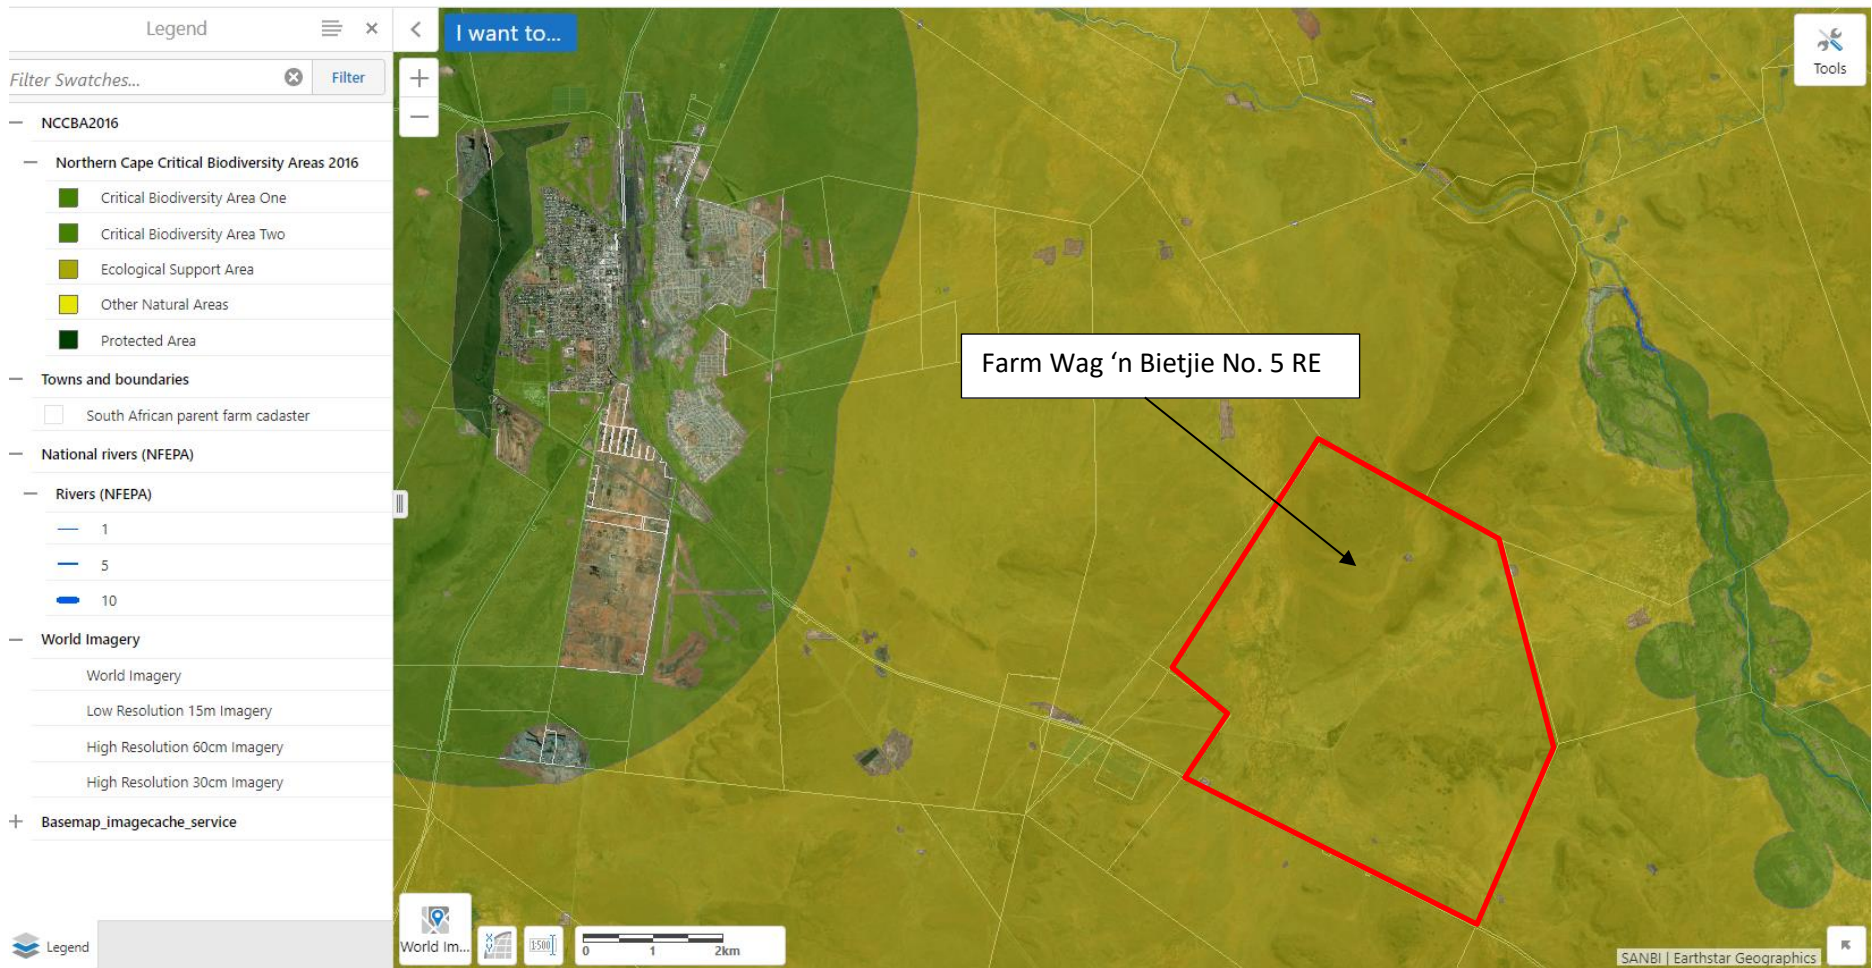 Legend
Filter Swatches...
Filter
NCCBA2016
Northern Cape Critical Biodiversity Areas 2016
Critical Biodiversity Area One
Critical Biodiversity Area Two
Ecological Support Area
Other Natural Areas
Protected Area
Towns and boundaries
South African parent farm cadaster
National rivers (NFEPA)
Rivers (NFEPA)
1
5
10
World Imagery
World Imagery
Low Resolution 15m Imagery
High Resolution 60cm Imagery
High Resolution 30cm Imagery
Basemap_imagecache_service
Legend
I want to...
Tools
Farm Wag ‘n Bietjie No. 5 RE
World Im...
1:500
0 1 2km
SANBI | Earthstar Geographics